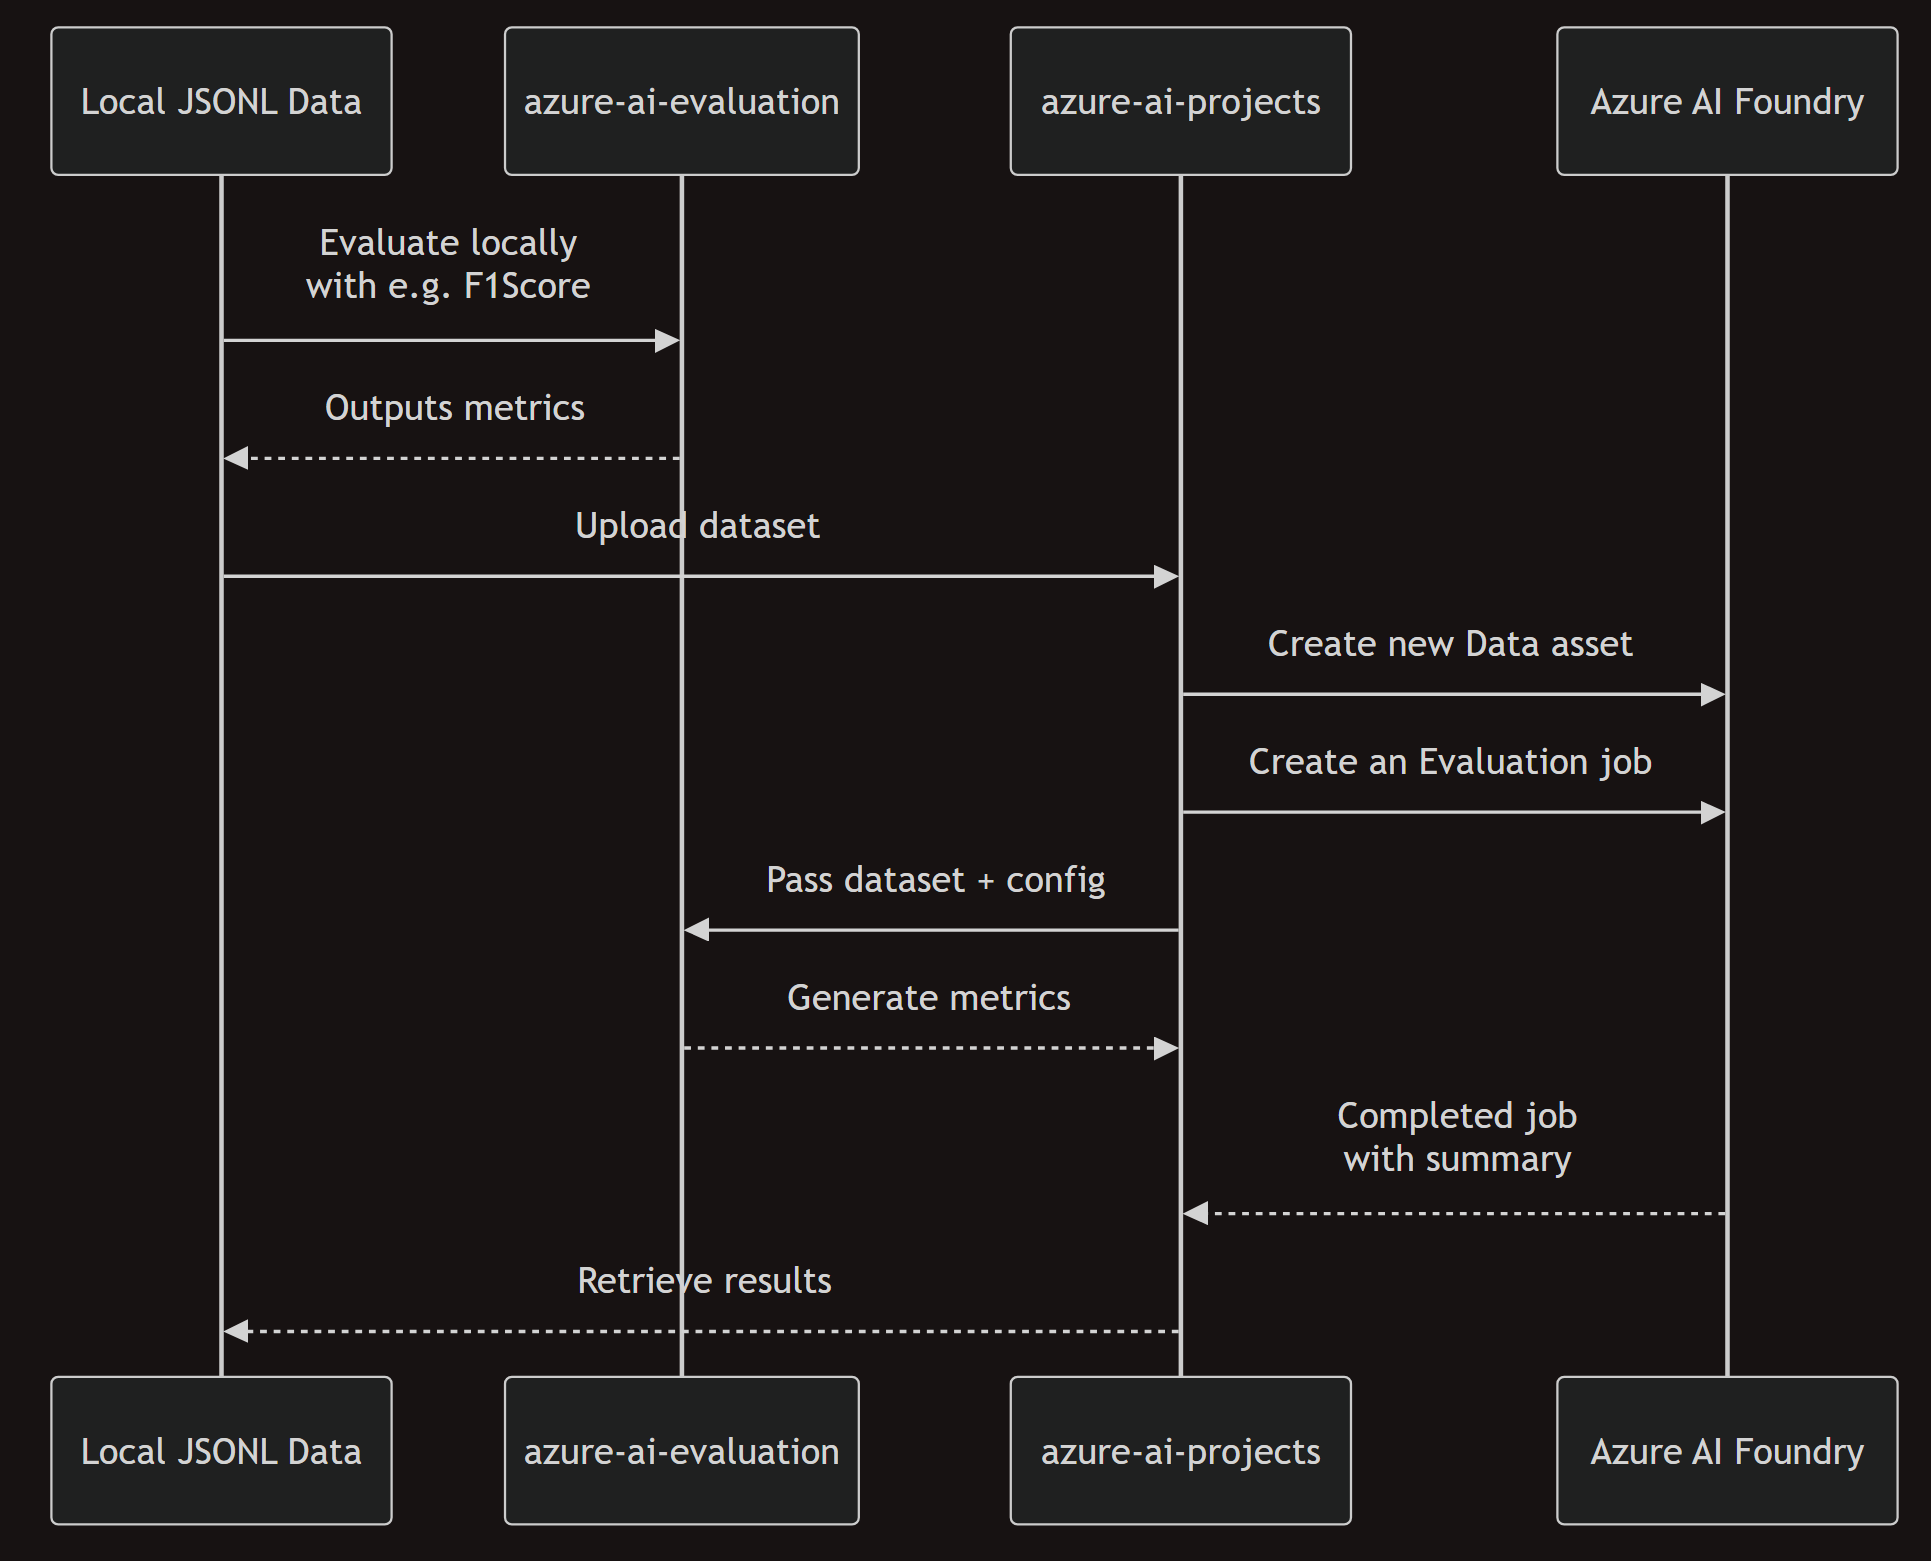 Local JSONL Data
azure-ai-evaluation
azure-ai-projects
Azure AI Foundry
Evaluate locally
with e.g. F1Score
Outputs metrics
Upload dataset
Create new Data asset
Create an Evaluation job
Pass dataset + config
Generate metrics
Completed job
with summary
Retrieve results
Local JSONL Data
azure-ai-evaluation
azure-ai-projects
Azure AI Foundry